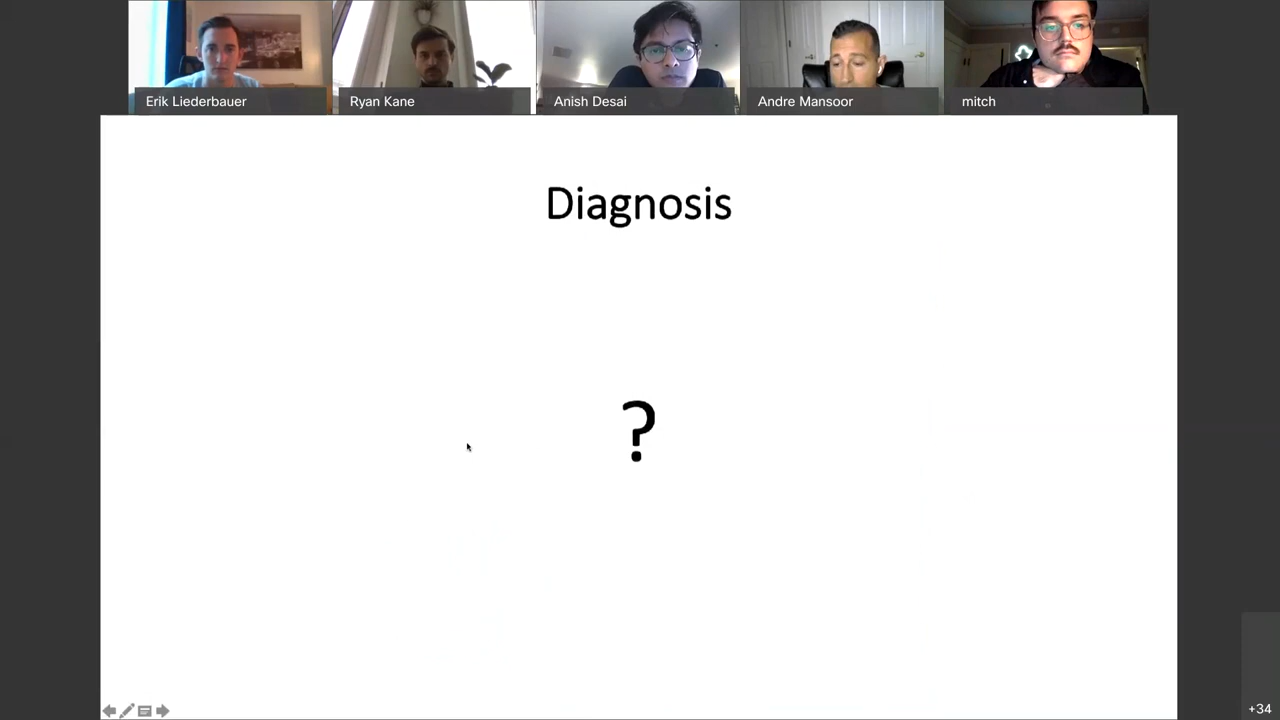 Erik Liederbauer
Ryan Kane
Anish Desai
Andre Mansoor
mitch
Diagnosis
?
+34